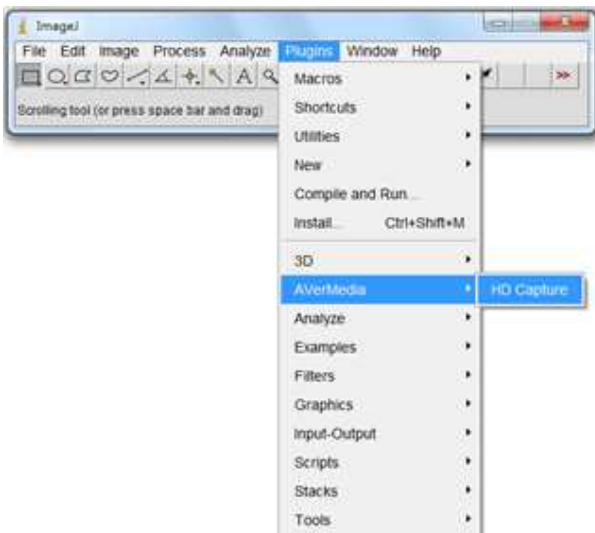 ImageJ
File Edit Image Process Analyze Plugins Window Help
A
>>
Scrolling tool (or press space bar and drag)
Macros
Shortcuts
Utilities
New
Compile and Run...
Install... Ctrl+Shift+M
3D
AVerMedia
HD Capture
Analyze
Examples
Filters
Graphics
Input-Output
Scripts
Stacks
Tools